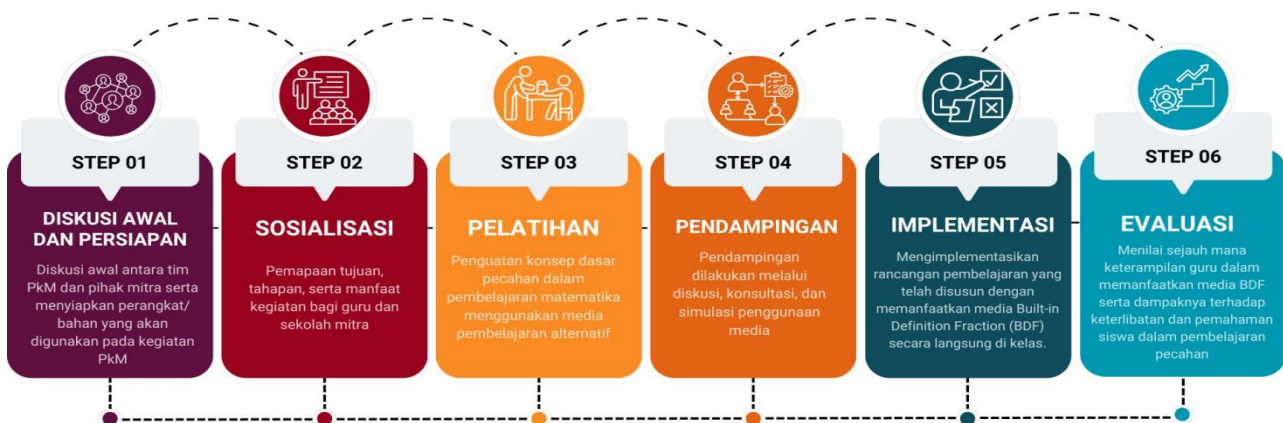 STEP 01
DISKUSI AWAL
DAN PERSIAPAN
Diskusi awal antara tim
PkM dan pihak mitra serta
menyiapkan perangkat/
bahan yang akan
digunakan pada kegiatan
PkM
STEP 02
SOSIALISASI
Pemapaan tujuan,
tahapan, serta manfaat
kegiatan bagi guru dan
sekolah mitra
STEP 03
PELATIHAN
Penguatan konsep dasar
pecahan dalam
pembelajaran matematika
menggunakan media
pembelajaran alternatif
STEP 04
PENDAMPINGAN
Pendampingan
dilakukan melalui
diskusi, konsultasi, dan
simulasi penggunaan
media
STEP 05
IMPLEMENTASI
Mengimplementasikan
rancangan pembelajaran yang
telah disusun dengan
memanfaatkan media Built-in
Definition Fraction (BDF)
secara langsung di kelas.
STEP 06
EVALUASI
Menilai sejauh mana
keterampilan guru dalam
memanfaatkan media BDF
serta dampaknya terhadap
keterlibatan dan pemahaman
siswa dalam pembelajaran
pecahan